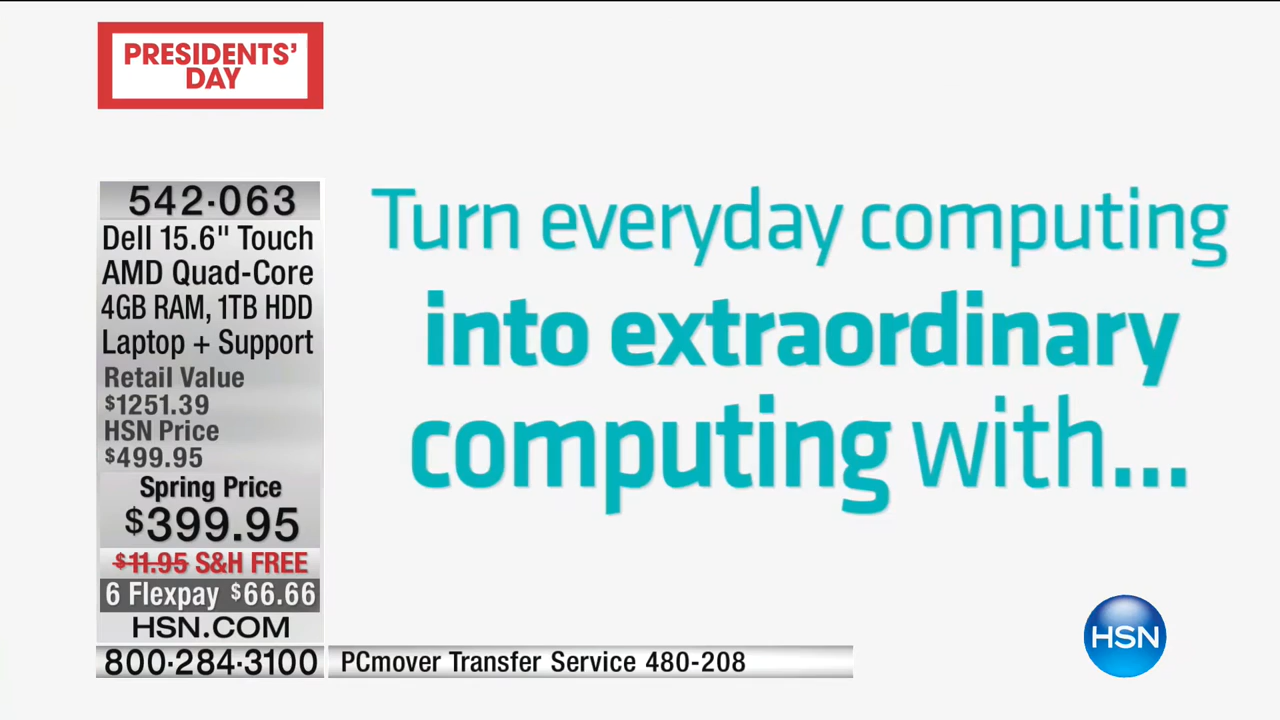 PRESIDENTS'
DAY
542·063
Dell 15.6" Touch
AMD Quad-Core
4GB RAM, 1TB HDD
Laptop + Support
Retail Value
$1251.39
HSN Price
$499.95
Spring Price
$399.95
$11.95 S&H FREE
6 Flexpay $66.66
HSN.COM
800·284·3100
PCmover Transfer Service 480-208
Turn everyday computing
into extraordinary
computing with...
HSN